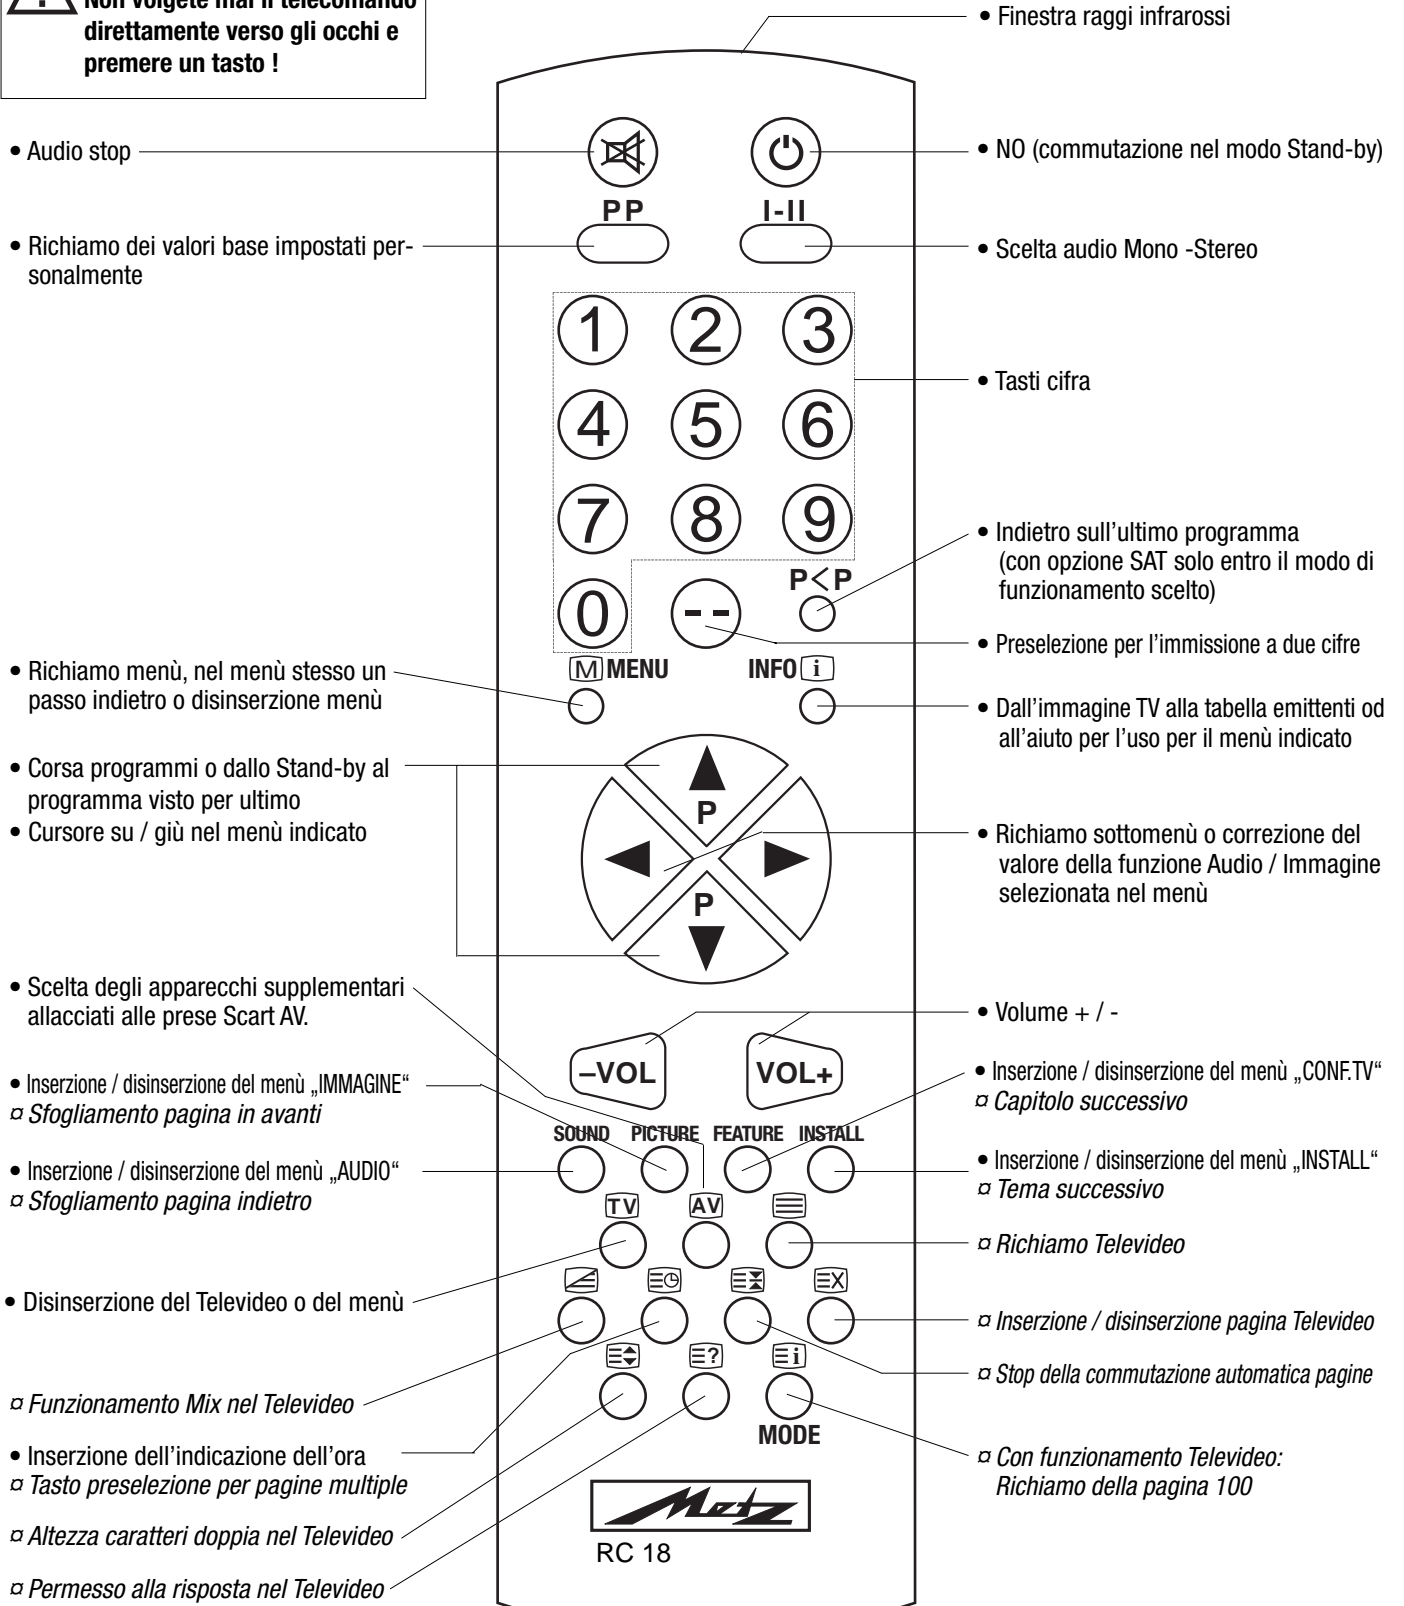 Non volgete mai il telecomando
direttamente verso gli occhi e
premere un tasto !
• Finestra raggi infrarossi
• Audio stop
• NO (commutazione nel modo Stand-by)
PP
I-II
• Richiamo dei valori base impostati per-
sonalmente
• Scelta audio Mono -Stereo
1 2 3
• Tasti cifra
4 5 6
7 8 9
• Indietro sull'ultimo programma
(con opzione SAT solo entro il modo di
funzionamento scelto)
P<P
0 --
• Preselezione per l'immissione a due cifre
M MENU
INFO i
• Richiamo menù, nel menù stesso un
passo indietro o disinserzione menù
• Dall'immagine TV alla tabella emittenti od
all'aiuto per l'uso per il menù indicato
• Corsa programmi o dallo Stand-by al
programma visto per ultimo
• Cursore su / giù nel menù indicato
P
P
• Richiamo sottomenù o correzione del
valore della funzione Audio / Immagine
selezionata nel menù
• Scelta degli apparecchi supplementari
allacciati alle prese Scart AV.
• Volume + / -
–VOL
VOL+
• Inserzione / disinserzione del menù „IMMAGINE“
¤ Sfogliamento pagina in avanti
• Inserzione / disinserzione del menù „CONF.TV“
¤ Capitolo successivo
SOUND PICTURE FEATURE INSTALL
• Inserzione / disinserzione del menù „AUDIO“
¤ Sfogliamento pagina indietro
• Inserzione / disinserzione del menù „INSTALL“
¤ Tema successivo
TV AV
¤ Richiamo Televideo
• Disinserzione del Televideo o del menù
X
¤ Inserzione / disinserzione pagina Televideo
? i
¤ Stop della commutazione automatica pagine
¤ Funzionamento Mix nel Televideo
MODE
• Inserzione dell'indicazione dell'ora
¤ Tasto preselezione per pagine multiple
¤ Con funzionamento Televideo:
Richiamo della pagina 100
¤ Altezza caratteri doppia nel Televideo
Metz
RC 18
¤ Permesso alla risposta nel Televideo